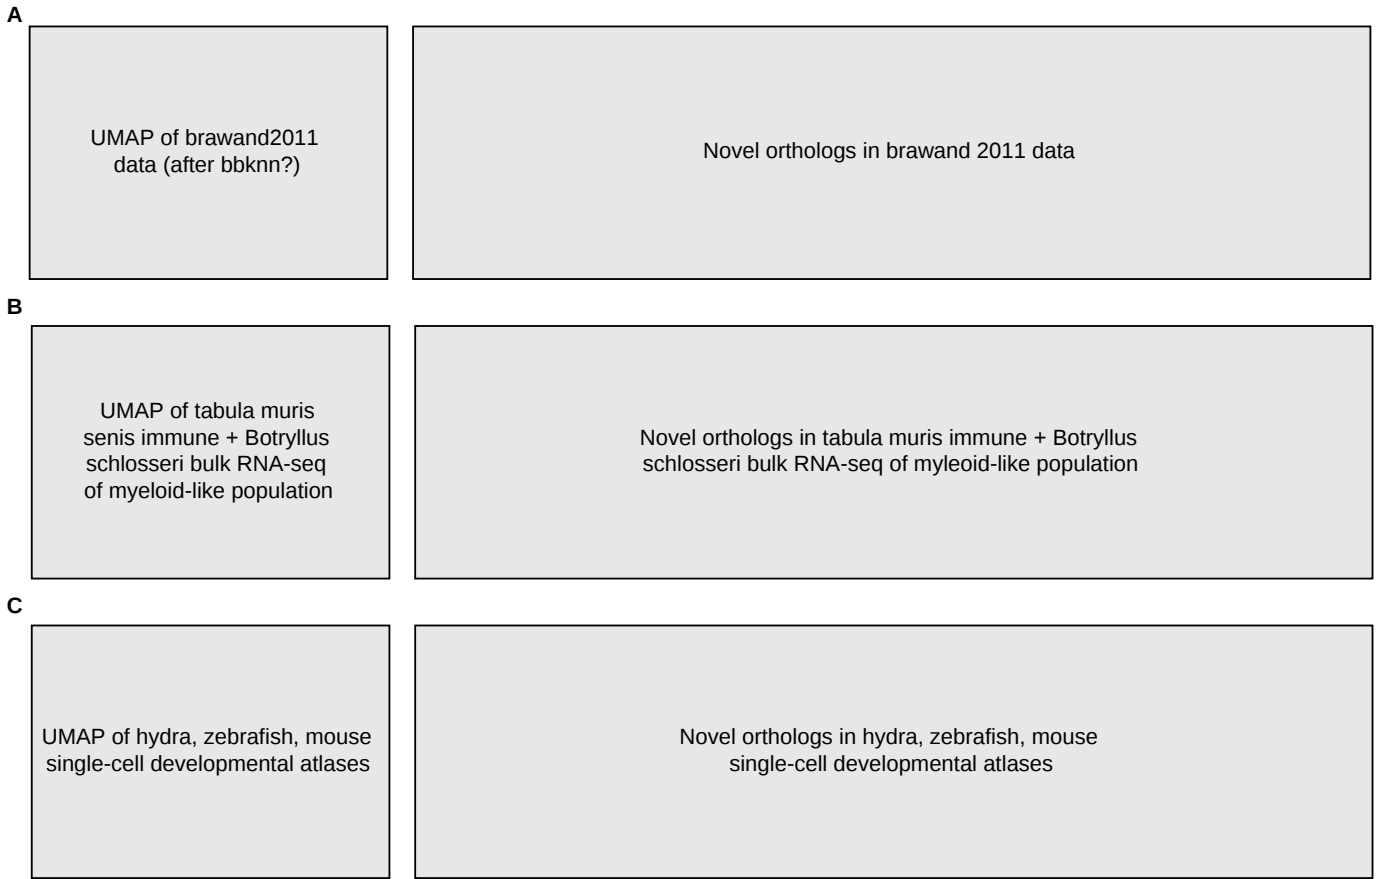 A
UMAP of brawand2011
data (after bbknn?)
Novel orthologs in brawand 2011 data
B
UMAP of tabula muris
senis immune + Botryllus
schlosseri bulk RNA-seq
of myeloid-like population
Novel orthologs in tabula muris immune + Botryllus
schlosseri bulk RNA-seq of myleoid-like population
C
UMAP of hydra, zebrafish, mouse
single-cell developmental atlases
Novel orthologs in hydra, zebrafish, mouse
single-cell developmental atlases